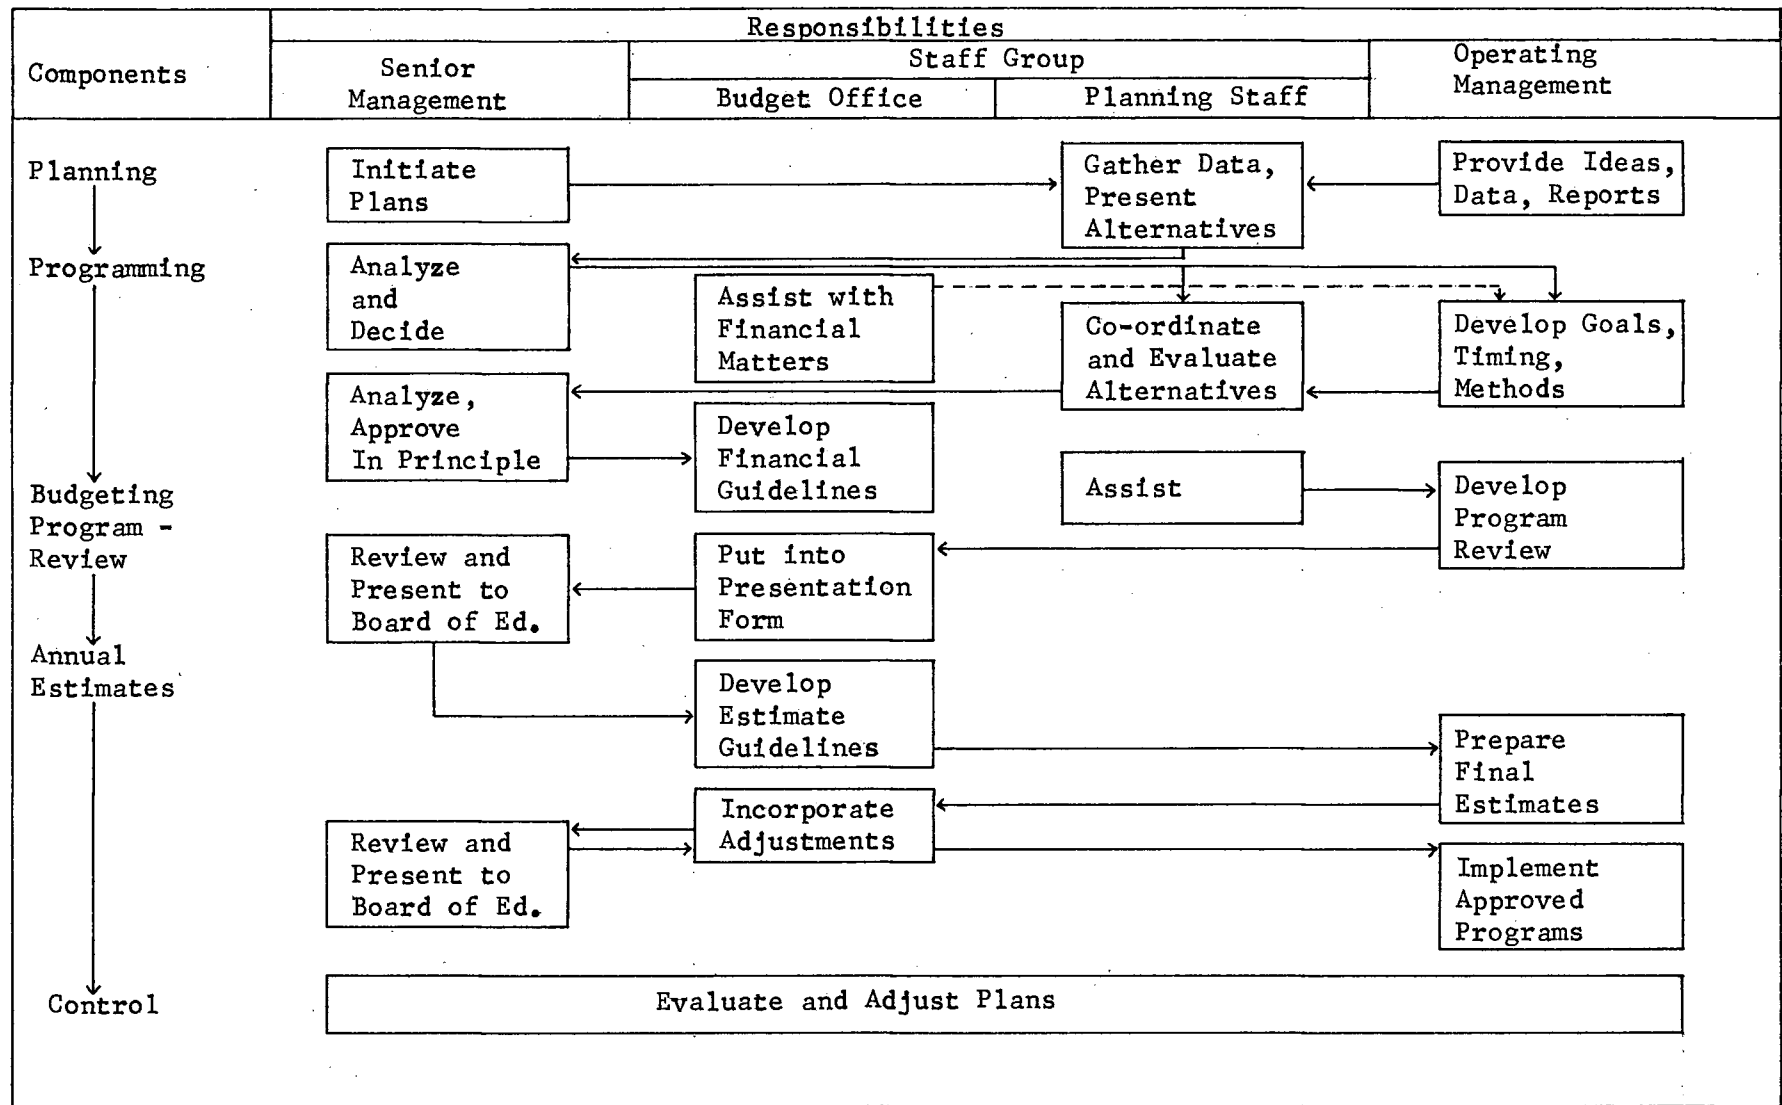 Responsibilities
Components
Senior
Management
Staff Group
Budget Office
Planning Staff
Operating
Management
Planning
Initiate
Plans
Gather Data,
Present
Alternatives
Provide Ideas,
Data, Reports
Programming
Analyze
and
Decide
Assist with
Financial
Matters
Co-ordinate
and Evaluate
Alternatives
Develop Goals,
Timing,
Methods
Analyze,
Approve
In Principle
Develop
Financial
Guidelines
Budgeting
Program -
Review
Assist
Develop
Program
Review
Review and
Present to
Board of Ed.
Put into
Presentation
Form
Annual
Estimates
Develop
Estimate
Guidelines
Prepare
Final
Estimates
Incorporate
Adjustments
Review and
Present to
Board of Ed.
Implement
Approved
Programs
Control
Evaluate and Adjust Plans